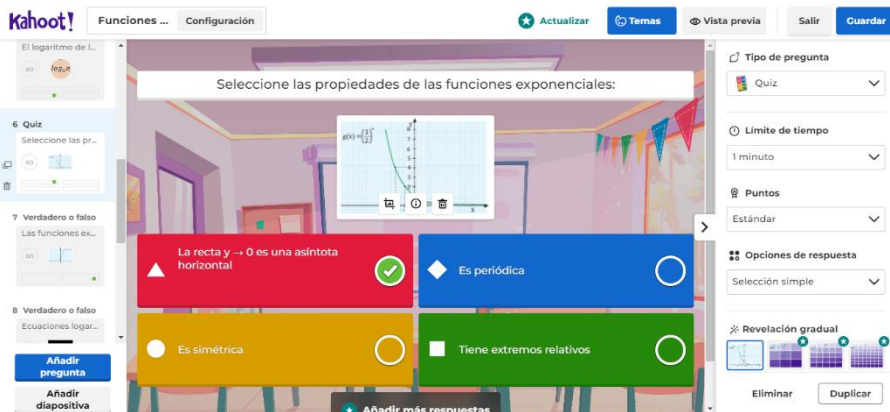 Kahoot!
Funciones ...
Configuración
Actualizar
Temas
Vista previa
Salir
Guardar
El logaritmo de l...
60
log₂a
6 Quiz
Seleccione las pr...
60
7 Verdadero o falso
Las funciones ex...
60
8 Verdadero o falso
Ecuaciones logar...
Añadir
pregunta
Añadir
diapositiva
Seleccione las propiedades de las funciones exponenciales:
La recta y → 0 es una asíntota
horizontal
Es periódica
Es simétrica
Tiene extremos relativos
Añadir más respuestas
Tipo de pregunta
Quiz
Límite de tiempo
1 minuto
Puntos
Estándar
Opciones de respuesta
Selección simple
Revelación gradual
Eliminar
Duplicar